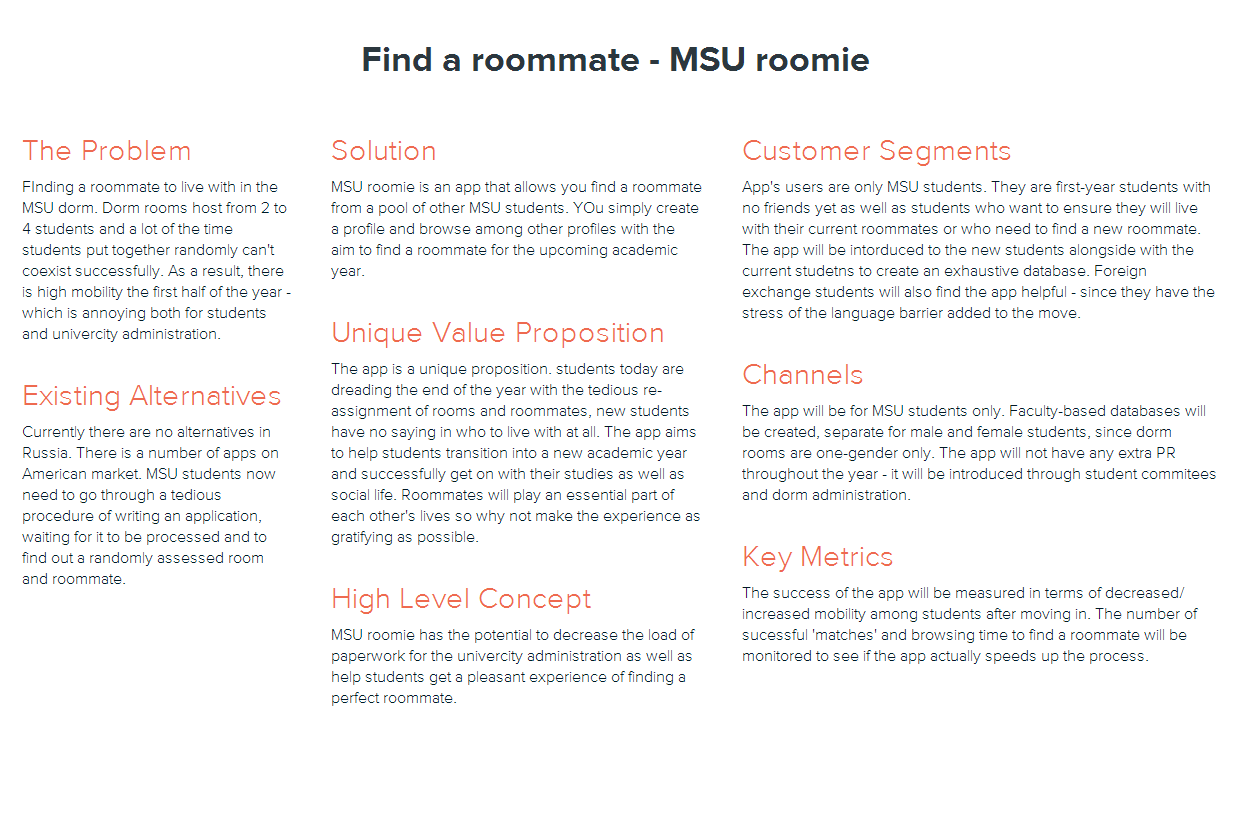 Find a roommate - MSU roomie
The Problem
FInding a roommate to live with in the
MSU dorm. Dorm rooms host from 2 to
4 students and a lot of the time
students put together randomly can't
coexist successfully. As a result, there
is high mobility the first half of the year -
which is annoying both for students
and univercity administration.
Existing Alternatives
Currently there are no alternatives in
Russia. There is a number of apps on
American market. MSU students now
need to go through a tedious
procedure of writing an application,
waiting for it to be processed and to
find out a randomly assessed room
and roommate.
Solution
MSU roomie is an app that allows you find a roommate
from a pool of other MSU students. YOu simply create
a profile and browse among other profiles with the
aim to find a roommate for the upcoming academic
year.
Unique Value Proposition
The app is a unique proposition. students today are
dreading the end of the year with the tedious re-
assignment of rooms and roommates, new students
have no saying in who to live with at all. The app aims
to help students transition into a new academic year
and successfully get on with their studies as well as
social life. Roommates will play an essential part of
each other's lives so why not make the experience as
gratifying as possible.
High Level Concept
MSU roomie has the potential to decrease the load of
paperwork for the univercity administration as well as
help students get a pleasant experience of finding a
perfect roommate.
Customer Segments
App's users are only MSU students. They are first-year students with
no friends yet as well as students who want to ensure they will live
with their current roommates or who need to find a new roommate.
The app will be intorduced to the new students alongside with the
current studetns to create an exhaustive database. Foreign
exchange students will also find the app helpful - since they have the
stress of the language barrier added to the move.
Channels
The app will be for MSU students only. Faculty-based databases will
be created, separate for male and female students, since dorm
rooms are one-gender only. The app will not have any extra PR
throughout the year - it will be introduced through student commitees
and dorm administration.
Key Metrics
The success of the app will be measured in terms of decreased/
increased mobility among students after moving in. The number of
sucessful 'matches' and browsing time to find a roommate will be
monitored to see if the app actually speeds up the process.